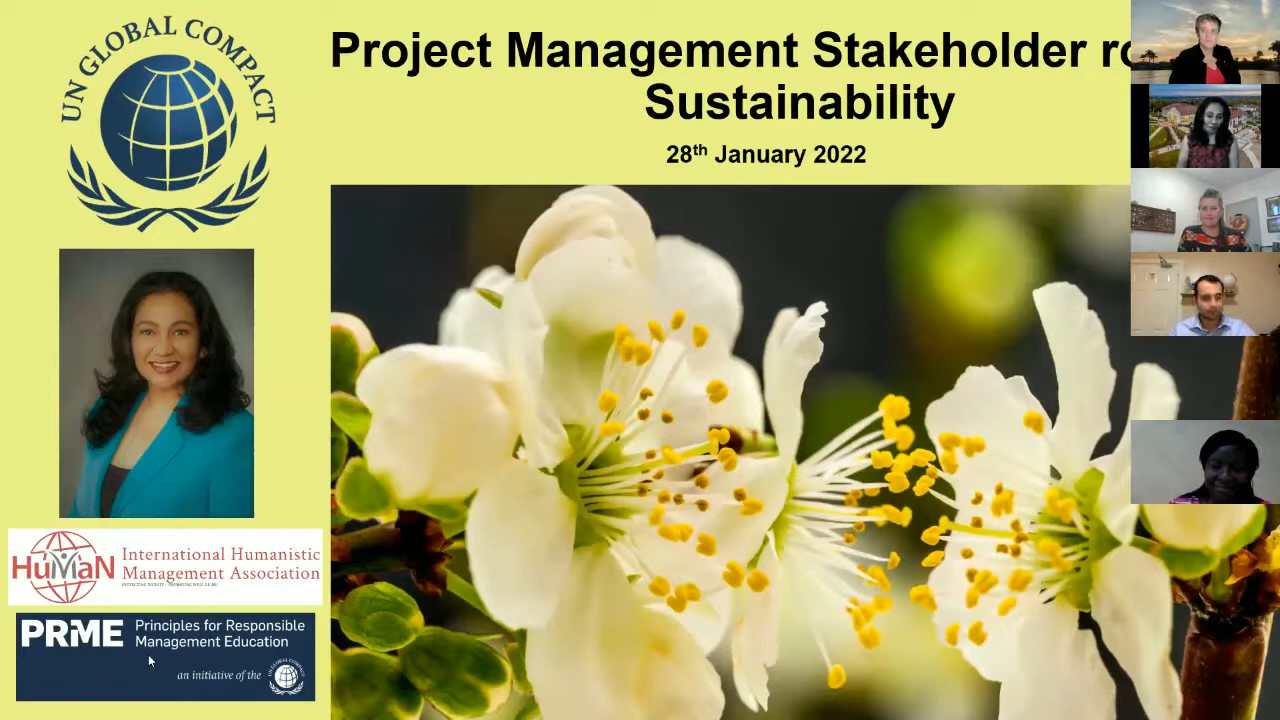 UN GLOBAL COMPACT
Project Management Stakeholder
Sustainability
28th January 2022
HUMAN
International Humanistic
Management Association
PRME
Principles for Responsible
Management Education
an initiative of the